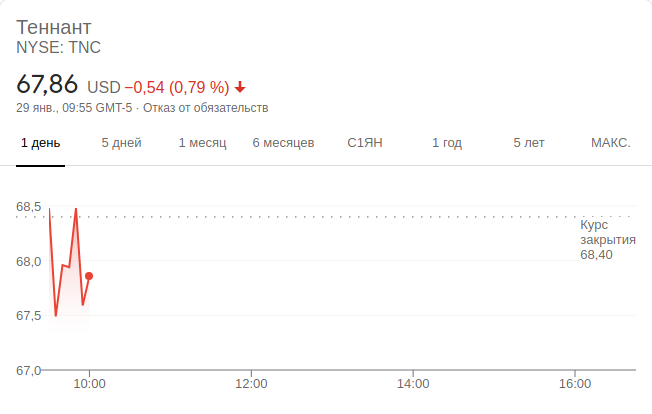 Теннант
NYSE: TNC
67,86 USD −0,54 (0,79 %)
29 янв., 09:55 GMT-5 · Отказ от обязательств
1 день 5 дней 1 месяц 6 месяцев С1ЯН 1 год 5 лет МАКС.
68,5
Курс
закрытия
68,40
68,0
67,5
67,0
10:00 12:00 14:00 16:00